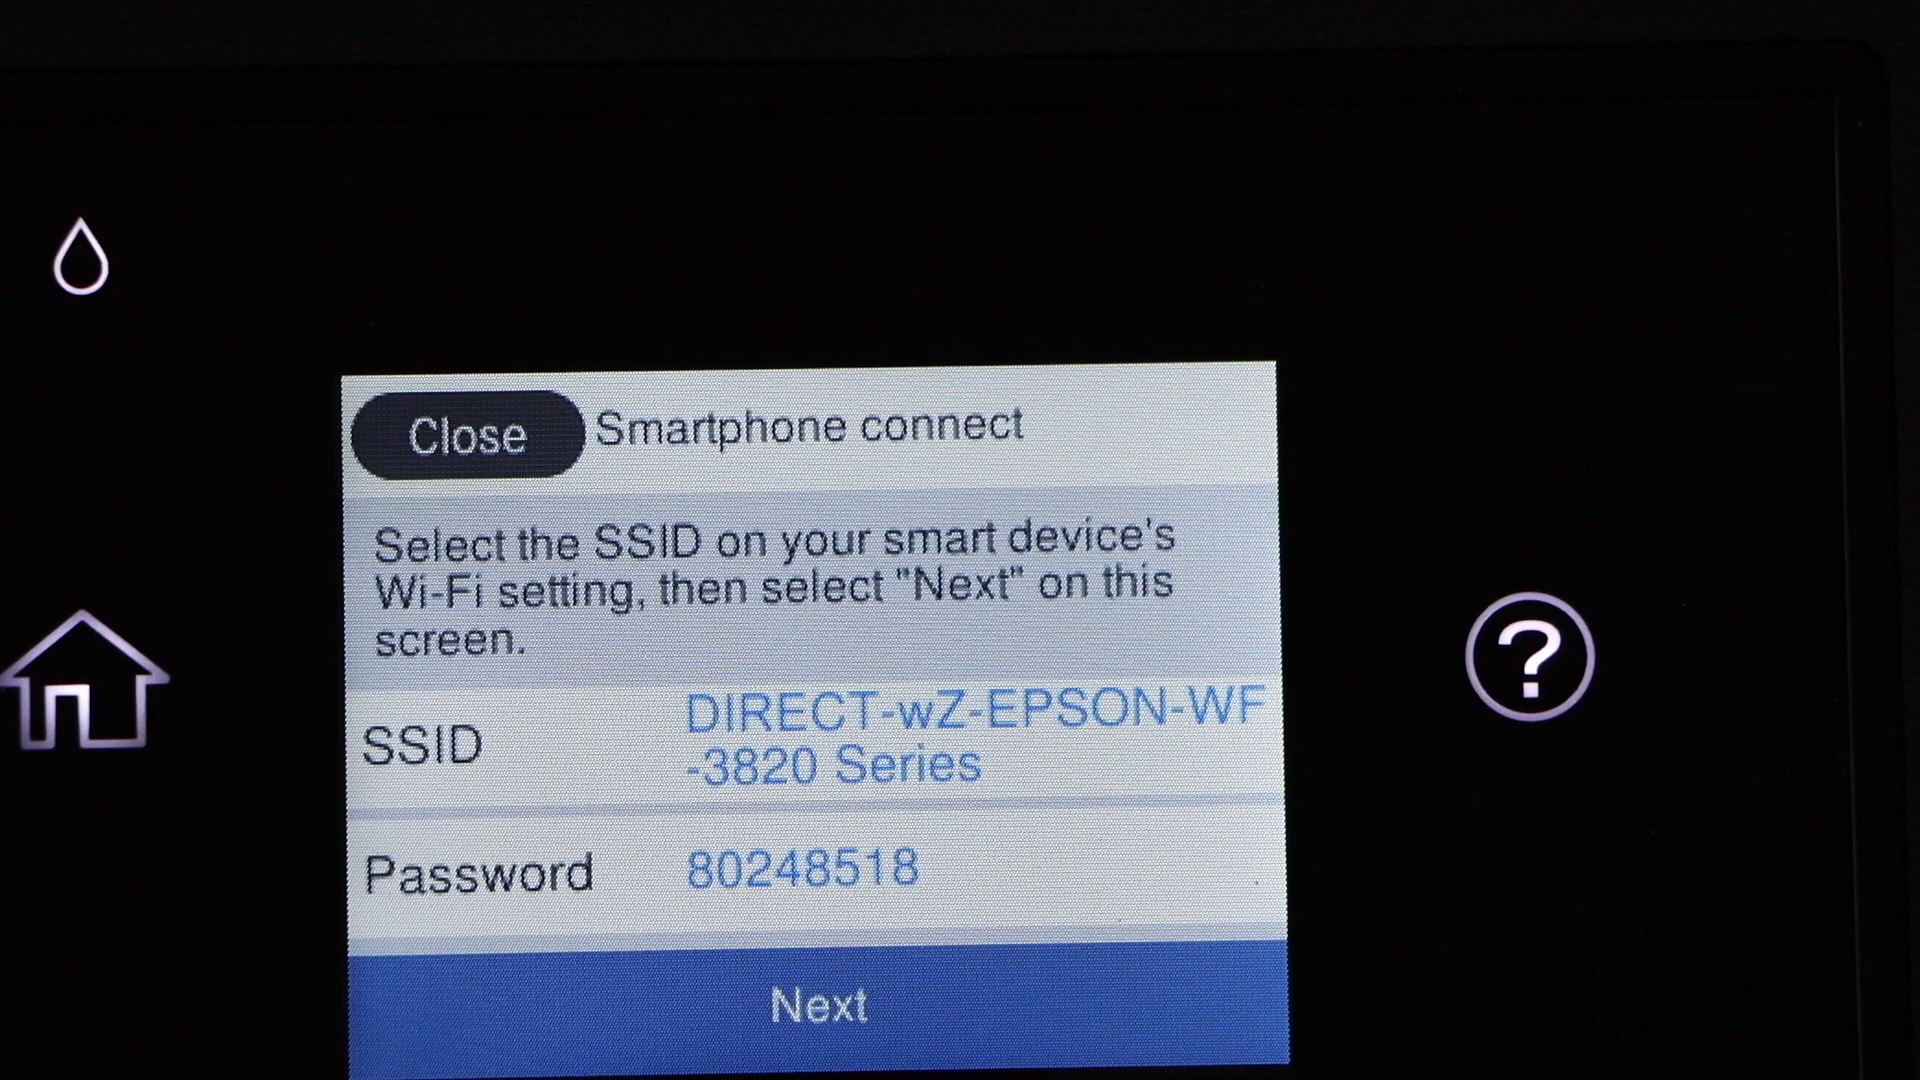 Close Smartphone connect
Select the SSID on your smart device's
Wi-Fi setting, then select "Next" on this
screen.
SSID DIRECT-wZ-EPSON-WF
-3820 Series
Password 80248518
Next
?